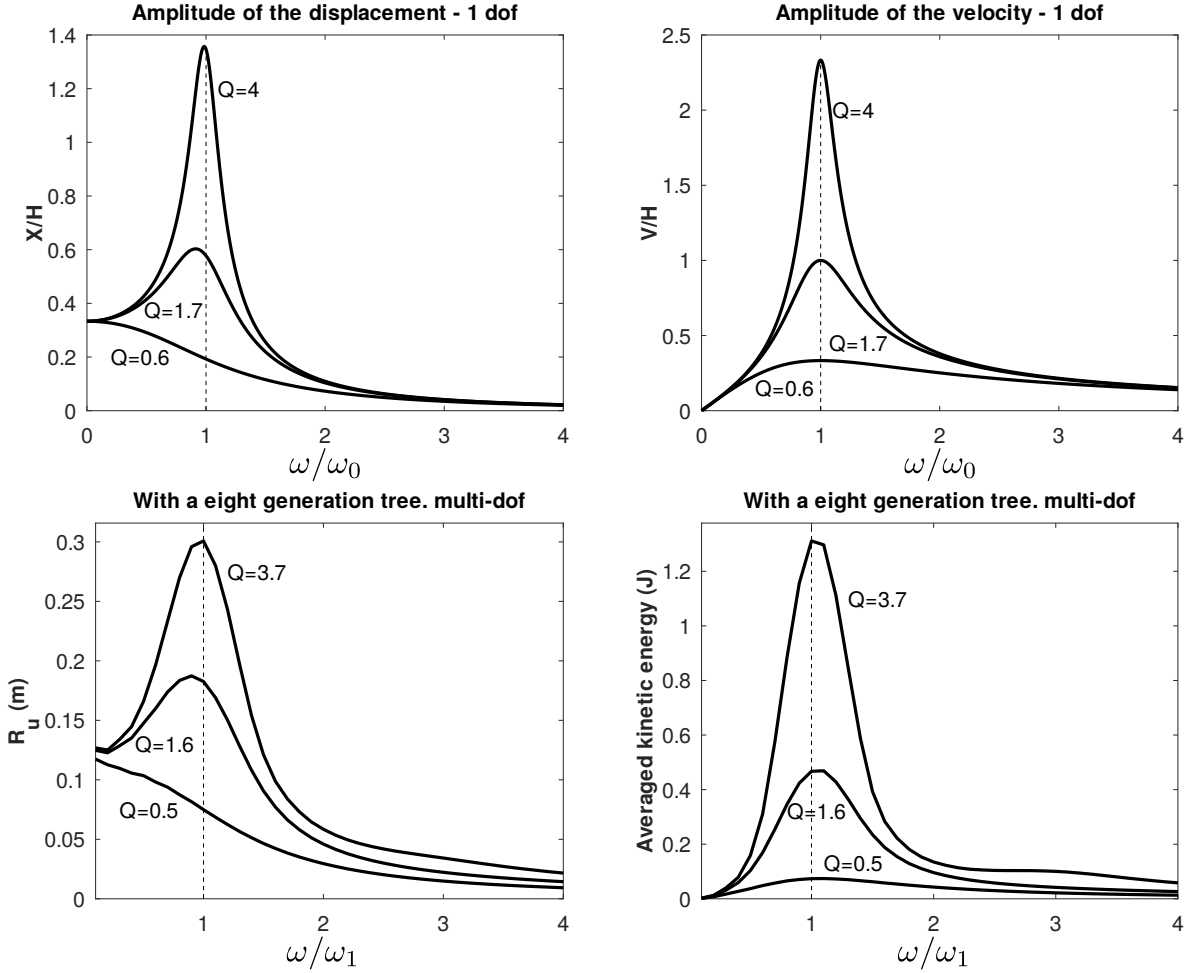 Amplitude of the displacement - 1 dof
1.4
1.2
1
0.8
0.6
0.4
0.2
0
X/H
Q=4
Q=1.7
Q=0.6
0 1 2 3 4
ω/ω0
Amplitude of the velocity - 1 dof
2.5
2
1.5
1
0.5
0
V/H
Q=4
Q=1.7
Q=0.6
0 1 2 3 4
ω/ω0
With a eight generation tree. multi-dof
0.3
0.25
0.2
0.15
0.1
0.05
0
R_u (m)
Q=3.7
Q=1.6
Q=0.5
1 2 3 4
ω/ω1
With a eight generation tree. multi-dof
1.2
1
0.8
0.6
0.4
0.2
0
Averaged kinetic energy (J)
Q=3.7
Q=1.6
Q=0.5
1 2 3 4
ω/ω1